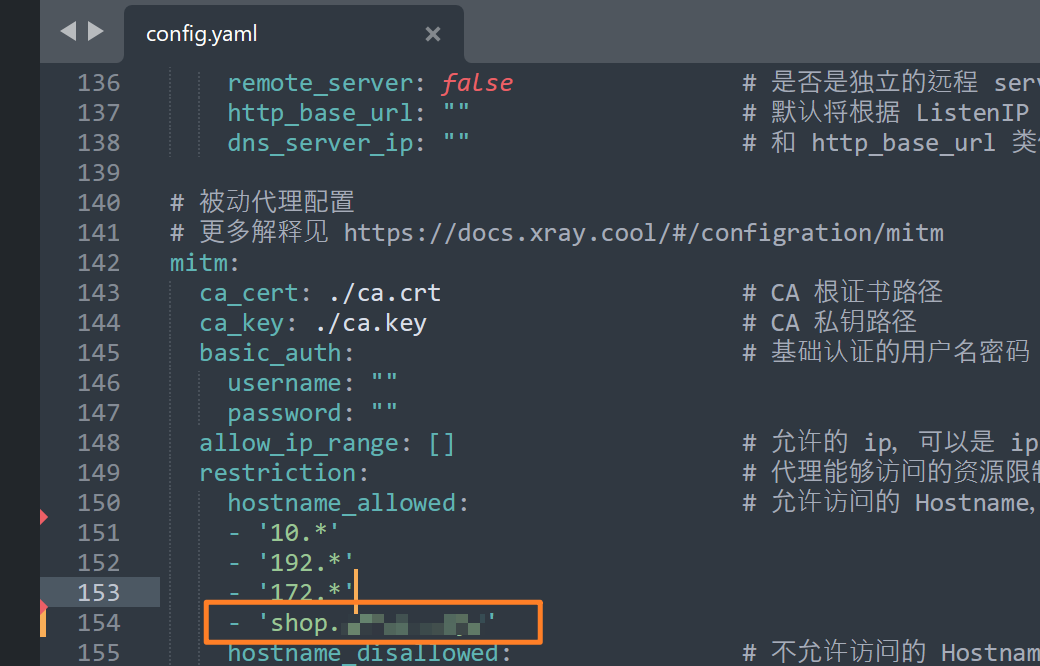 config.yaml
136 remote_server: false # 是否是独立的远程
137 http_base_url: "" # 默认将根据 ListenIP
138 dns_server_ip: "" # 和 http_base_url
139
140 # 被动代理配置
141 # 更多解释见 https://docs.xray.cool/#/configration/mitm
142 mitm:
143 ca_cert: ./ca.crt # CA 根证书路径
144 ca_key: ./ca.key # CA 私钥路径
145 basic_auth: # 基础认证的用户名密码
146 username: ""
147 password: ""
148 allow_ip_range: [] # 允许的 ip, 可以是 ip
149 restriction: # 代理能够访问的资源限制
150 hostname_allowed: # 允许访问的 Hostname,
151 - '10.*'
152 - '192.*'
153 - '172.*'
154 - 'shop.
155 hostname_disallowed: # 不允许访问的